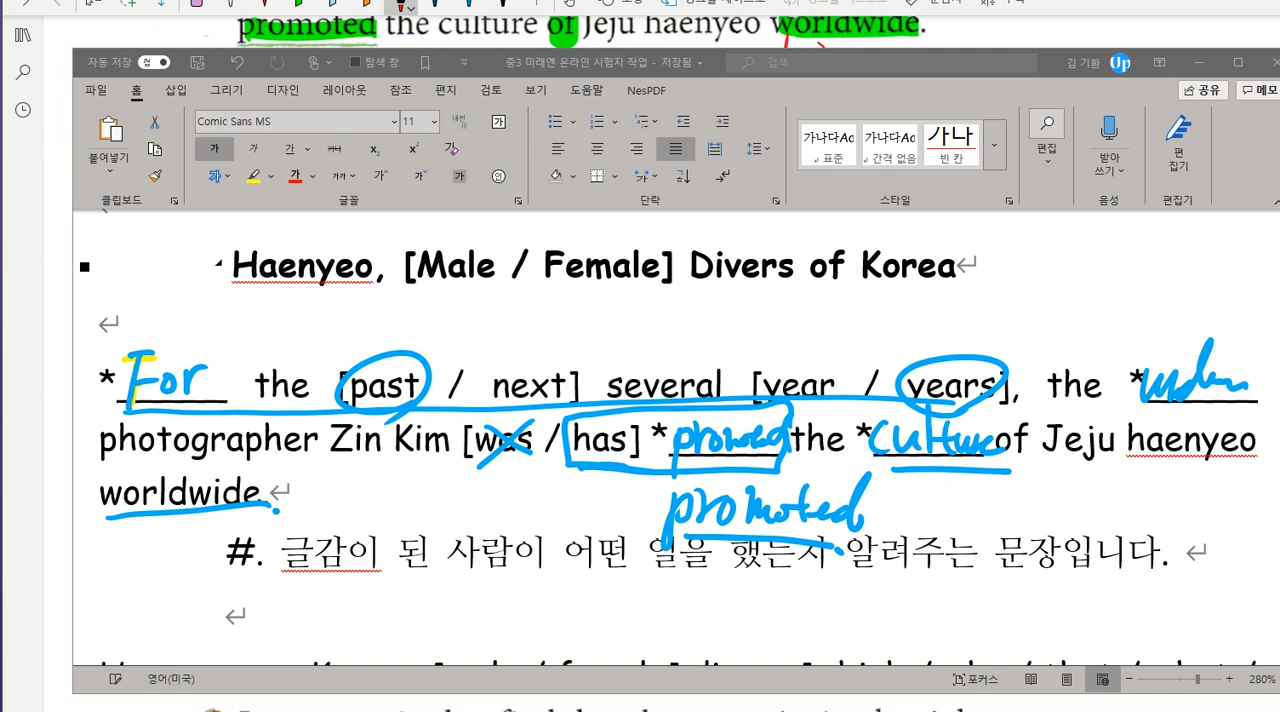 promoted the culture of Jeju haenyeo worldwide.
자동 저장 켬 탐색 창 중3 미래엔 온라인 시험지 작업 - 저장됨 검색 김 기환 Up
파일 홈 삽입 그리기 디자인 레이아웃 참조 편지 검토 보기 도움말 NesPDF 공유 메모
Comic Sans MS 11 가나다Ac 가나다Ac 가나
붙여넣기 표준 간격 없음 빈 칸 편집 받아쓰기 편집기
클립보드 글꼴 단락 스타일 음성 편집기
Haenyeo, [Male / Female] Divers of Korea
* For the [past / next] several [year / years], the *
photographer Zin Kim [was / has] * the * culture of Jeju haenyeo
worldwide.
promoted
#. 글감이 된 사람이 어떤 일을 했는지 알려주는 문장입니다.
영어(미국) 포커스 280%